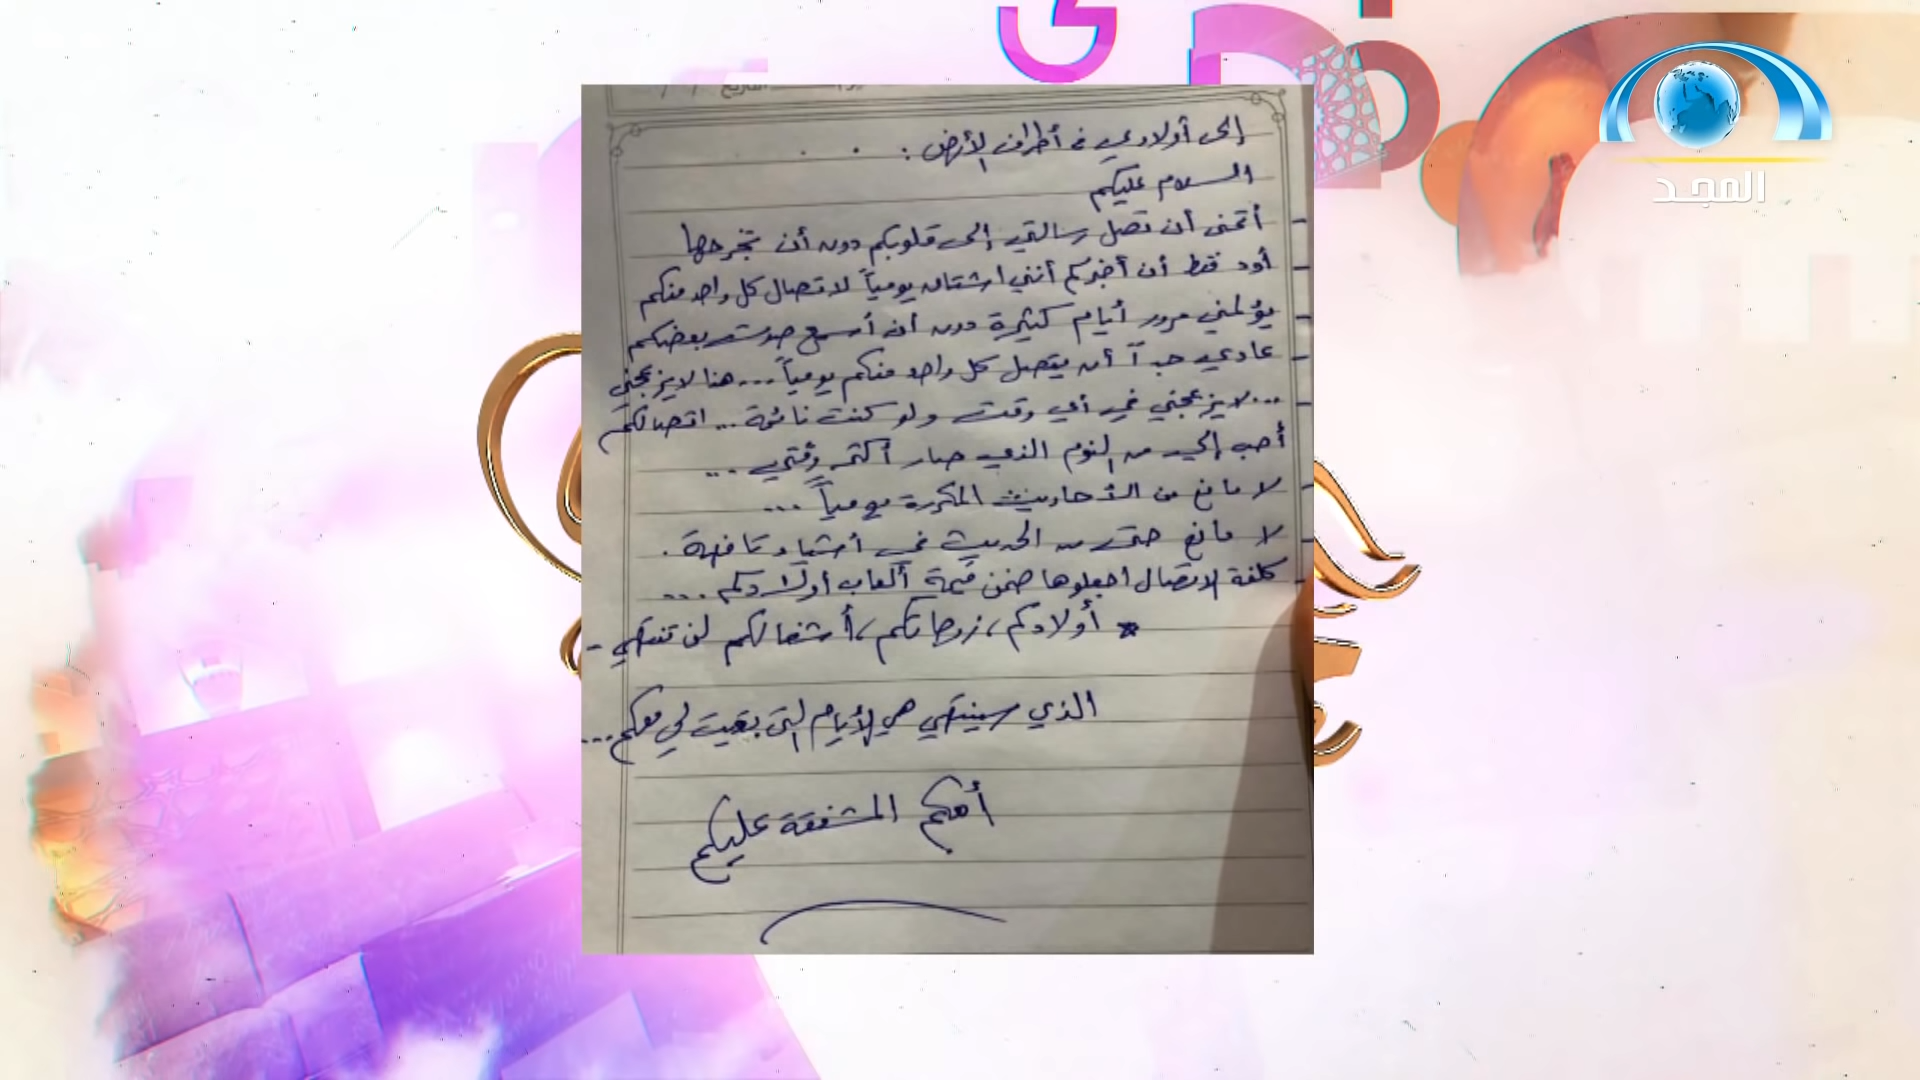 المجد
إلى أولادي في أطراف الأرض :
السلام عليكم
- أتمنى أن تصل رسالتي إلى قلوبكم دون أن تجرحها
- أود فقط أن أخبركم أنني اشتاق يومياً لاتصال كل واحد منكم
- يؤلمني مرور أيام كثيرة دون أن أسمع صوت بعضكم
- عادي جداً أن يتصل كل واحد منكم يومياً ... هنا لا يزعجني
- ... لا يزعجني في أي وقت ولو كنت نائمة ... اتصالكم
أحب إلي من النوم الذي صار أكثر وقتي ...
- لا مانع من الأحاديث المكررة يومياً ...
- لا مانع حتى من الحديث في أشياء تافهة .
- كلفة الاتصال اجعلوها ضمن قيمة ألعاب أولادكم ...
* أولادكم، زوجاتكم، أشغالكم لن تنتهي -
الذي سينتهي هي الأيام التي بقيت لي معكم ...
أمكم المشفقة عليكم